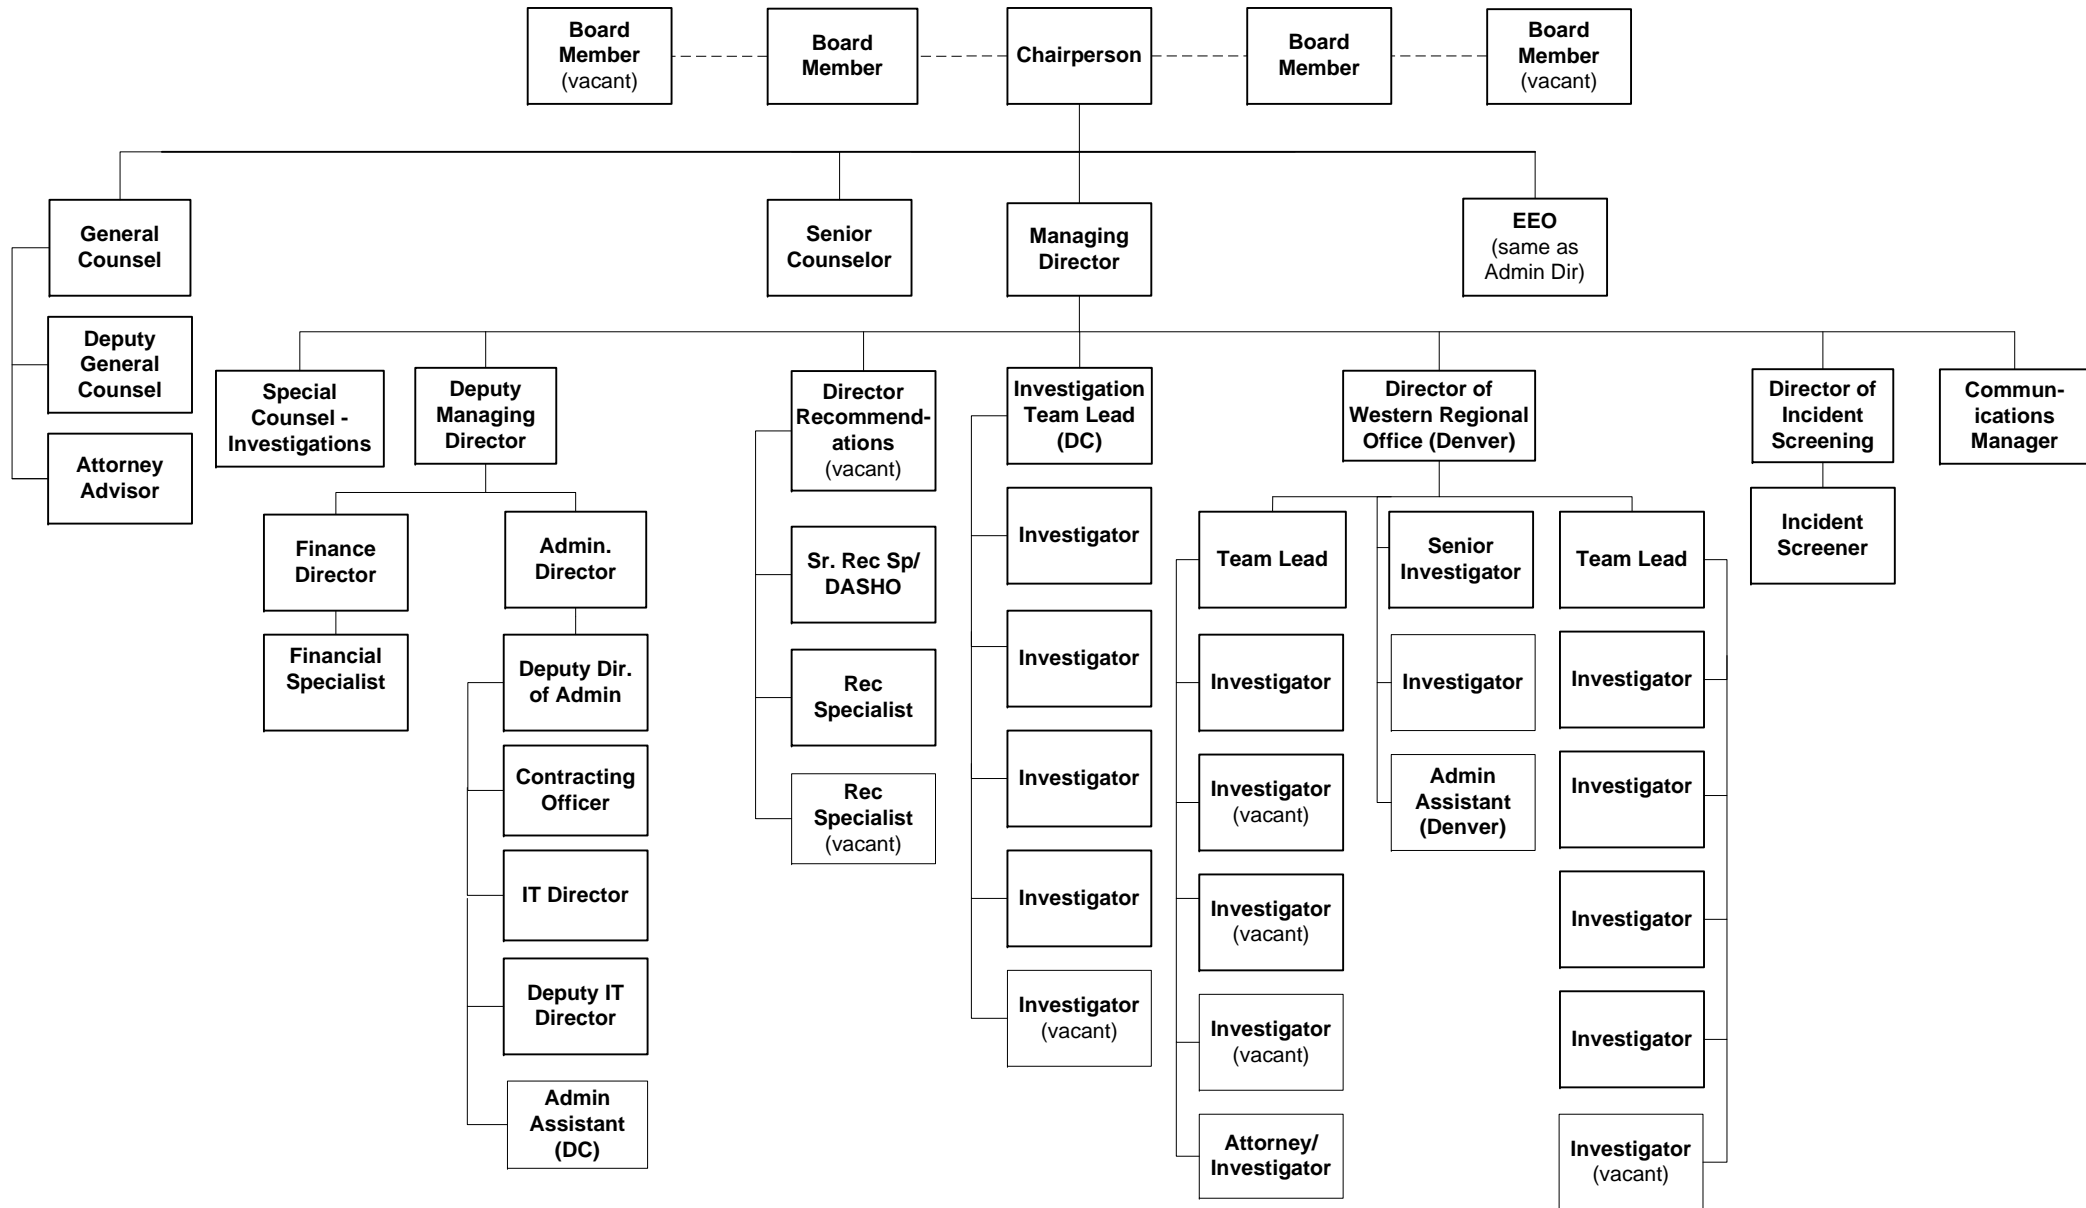 Board
Member
(vacant)
Board
Member
Chairperson
Board
Member
Board
Member
(vacant)
General
Counsel
Senior
Counselor
Managing
Director
EEO
(same as
Admin Dir)
Deputy
General
Counsel
Attorney
Advisor
Special
Counsel -
Investigations
Deputy
Managing
Director
Director
Recommend-
ations
(vacant)
Investigation
Team Lead
(DC)
Director of
Western Regional
Office (Denver)
Director of
Incident
Screening
Commun-
ications
Manager
Finance
Director
Financial
Specialist
Admin.
Director
Deputy Dir.
of Admin
Contracting
Officer
IT Director
Deputy IT
Director
Admin
Assistant
(DC)
Sr. Rec Sp/
DASHO
Rec
Specialist
Rec
Specialist
(vacant)
Investigator
Investigator
Investigator
Investigator
Investigator
(vacant)
Team Lead
Investigator
Investigator
(vacant)
Investigator
(vacant)
Investigator
(vacant)
Attorney/
Investigator
Senior
Investigator
Investigator
Admin
Assistant
(Denver)
Team Lead
Investigator
Investigator
Investigator
Investigator
Investigator
(vacant)
Incident
Screener